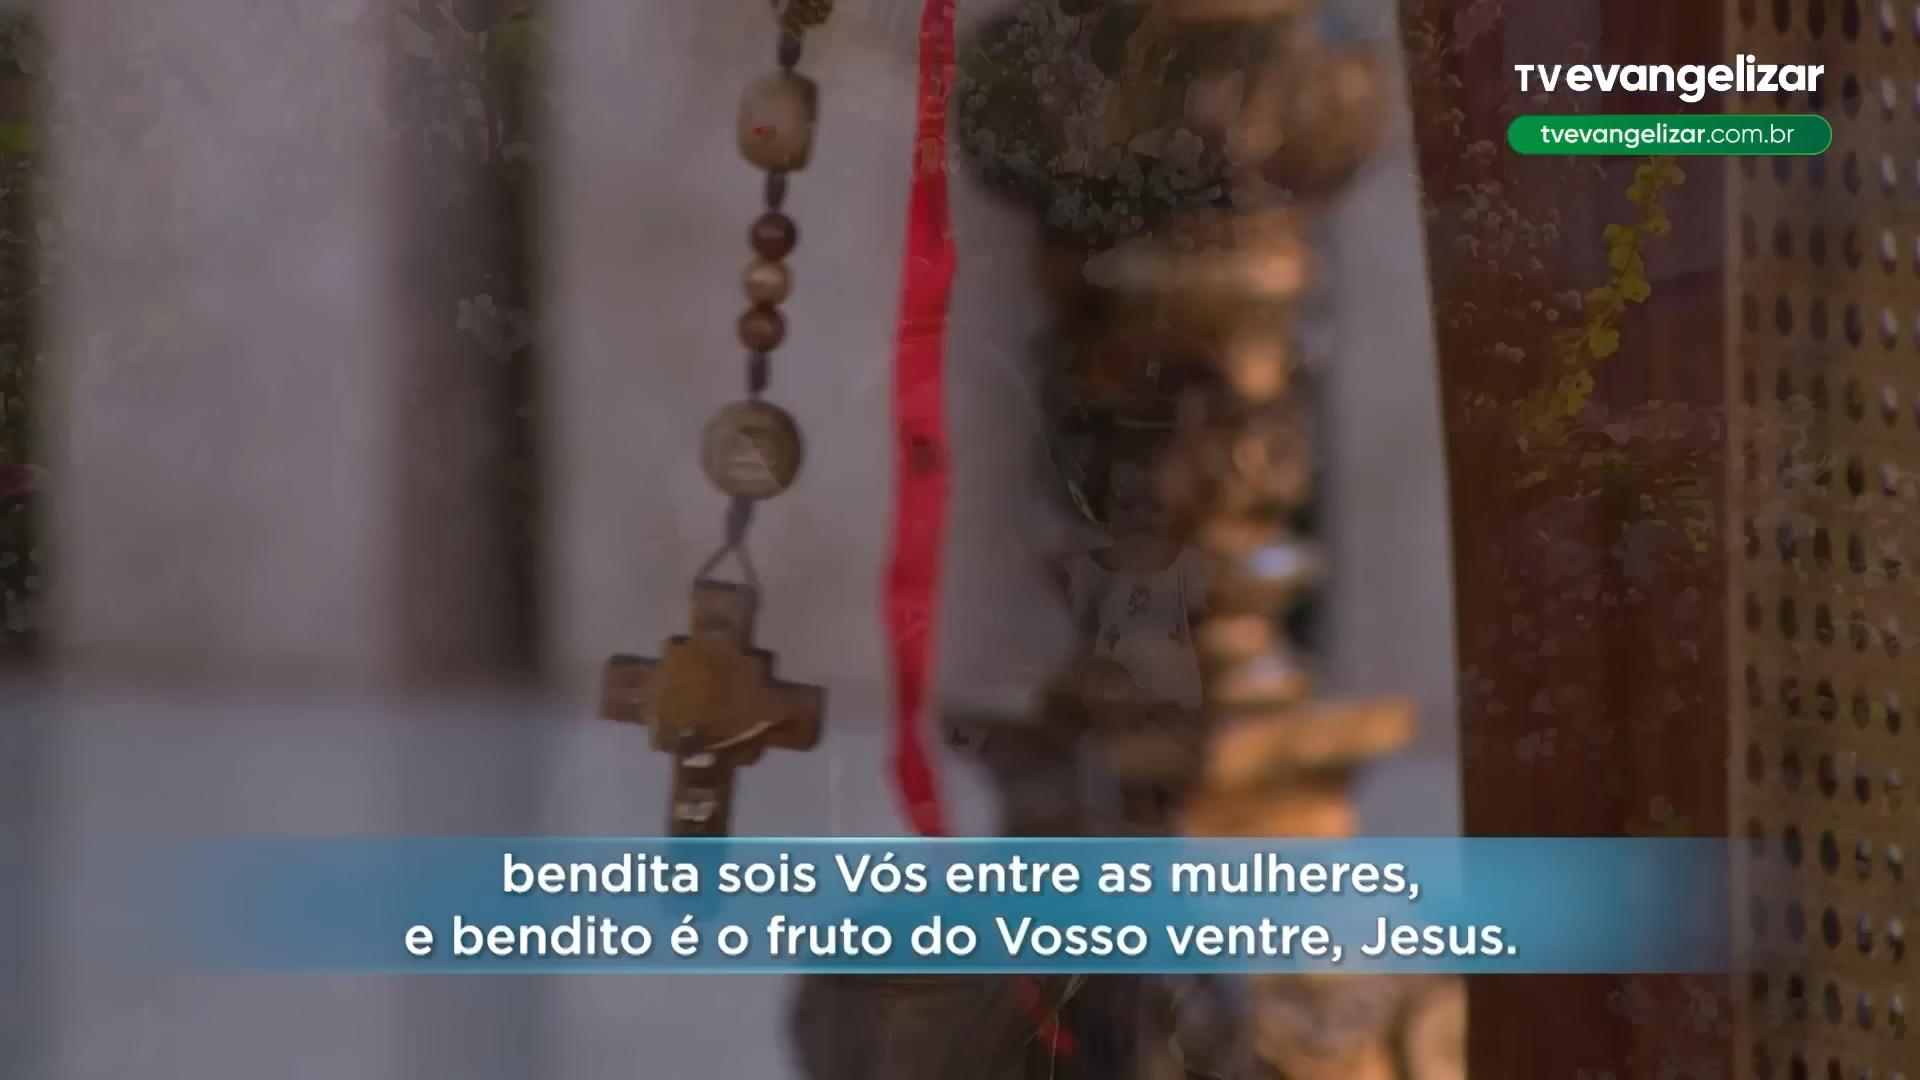 TVevangelizar
tvevangelizar.com.br
bendita sois Vós entre as mulheres,
e bendito é o fruto do Vosso ventre, Jesus.